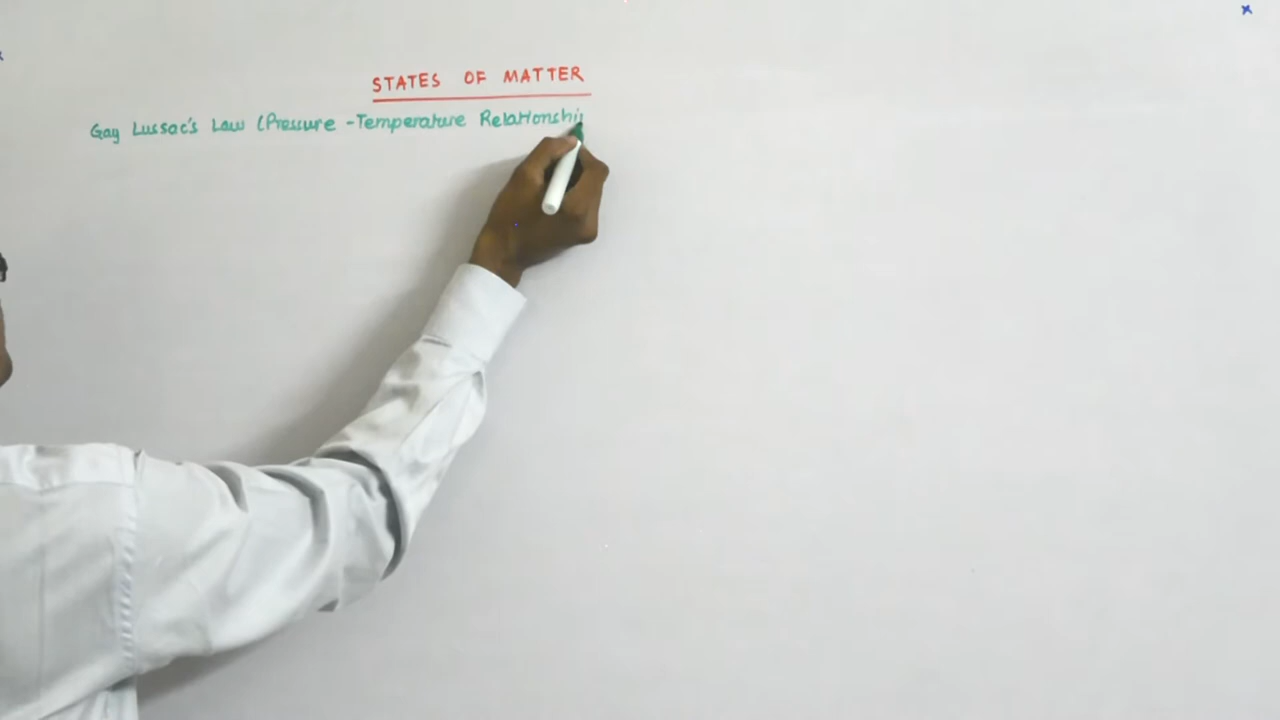 STATES OF MATTER
Gay Lussac's Law (Pressure -Temperature Relationshi